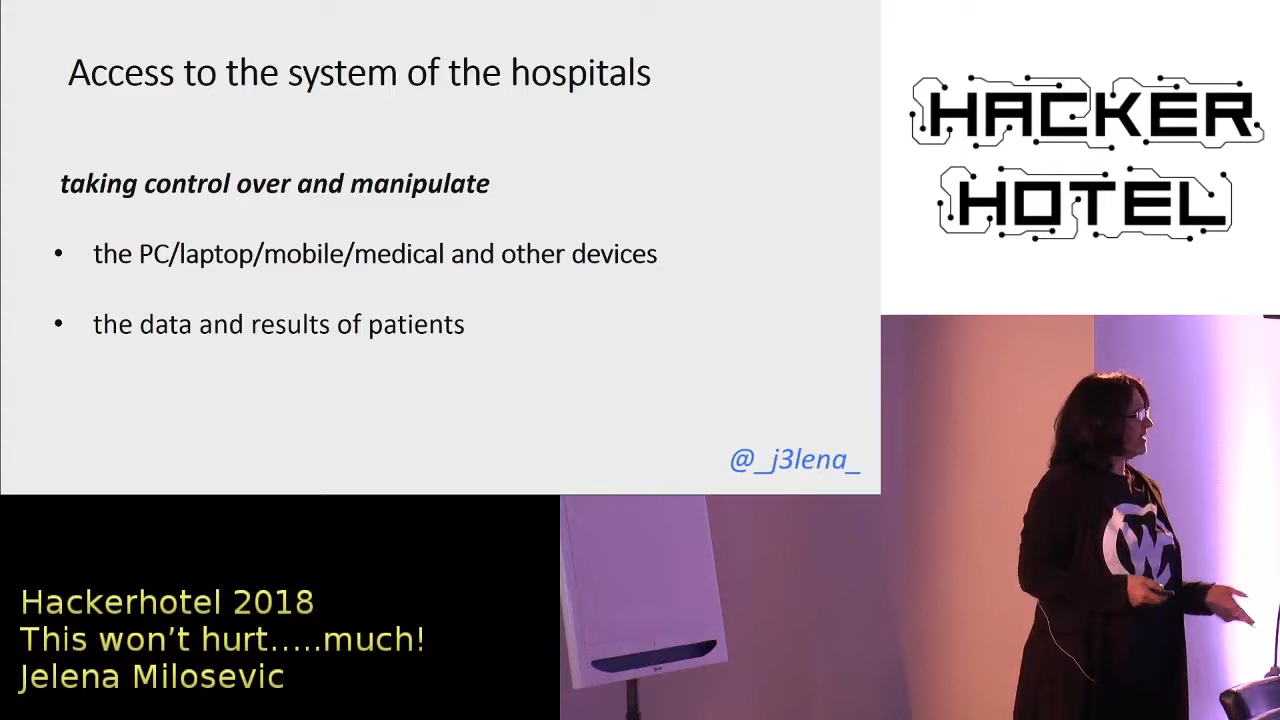 Access to the system of the hospitals
taking control over and manipulate
• the PC/laptop/mobile/medical and other devices
• the data and results of patients
@_j3lena_
HACKER
HOTEL
W
Hackerhotel 2018
This won't hurt.....much!
Jelena Milosevic